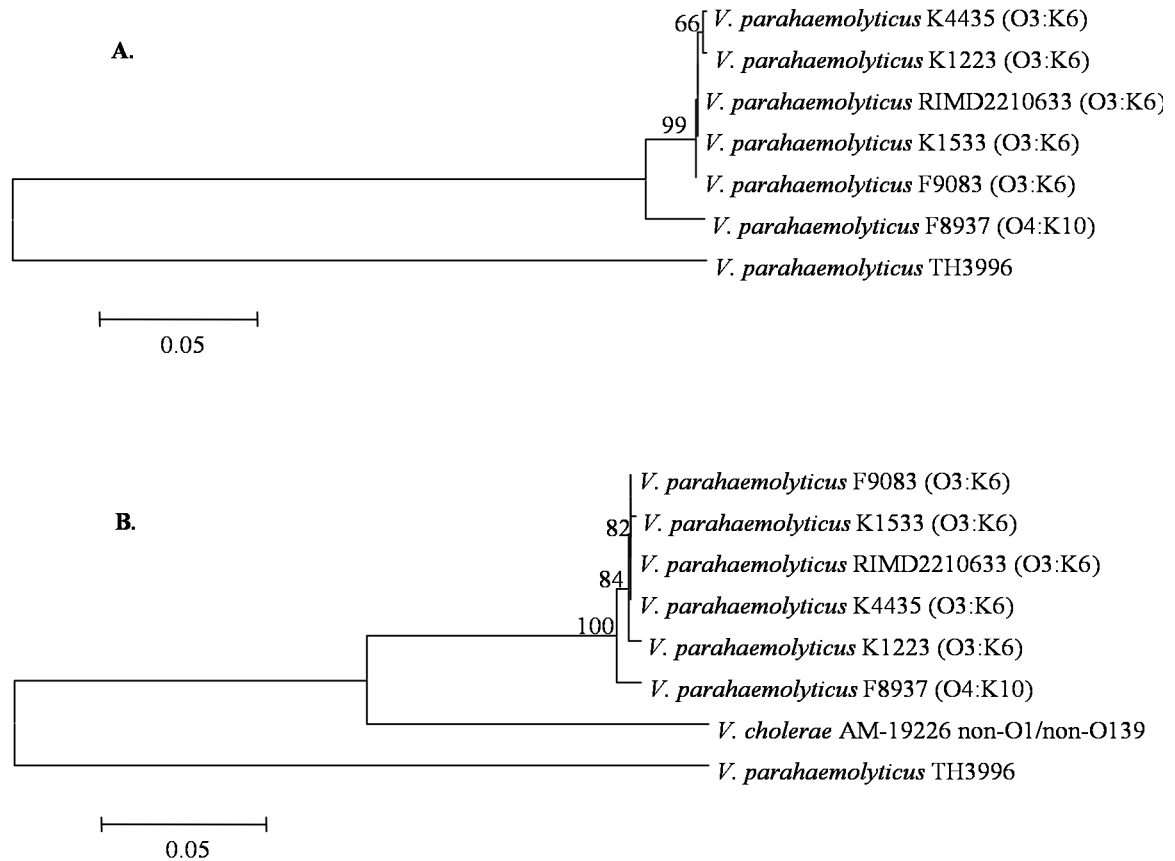 66 V. parahaemolyticus K4435 (O3:K6)
A.
V. parahaemolyticus K1223 (O3:K6)
V. parahaemolyticus RIMD2210633 (O3:K6)
99
V. parahaemolyticus K1533 (O3:K6)
V. parahaemolyticus F9083 (O3:K6)
V. parahaemolyticus F8937 (O4:K10)
V. parahaemolyticus TH3996
0.05
V. parahaemolyticus F9083 (O3:K6)
B.
82 V. parahaemolyticus K1533 (O3:K6)
V. parahaemolyticus RIMD2210633 (O3:K6)
84
V. parahaemolyticus K4435 (O3:K6)
100
V. parahaemolyticus K1223 (O3:K6)
V. parahaemolyticus F8937 (O4:K10)
V. cholerae AM-19226 non-O1/non-O139
V. parahaemolyticus TH3996
0.05